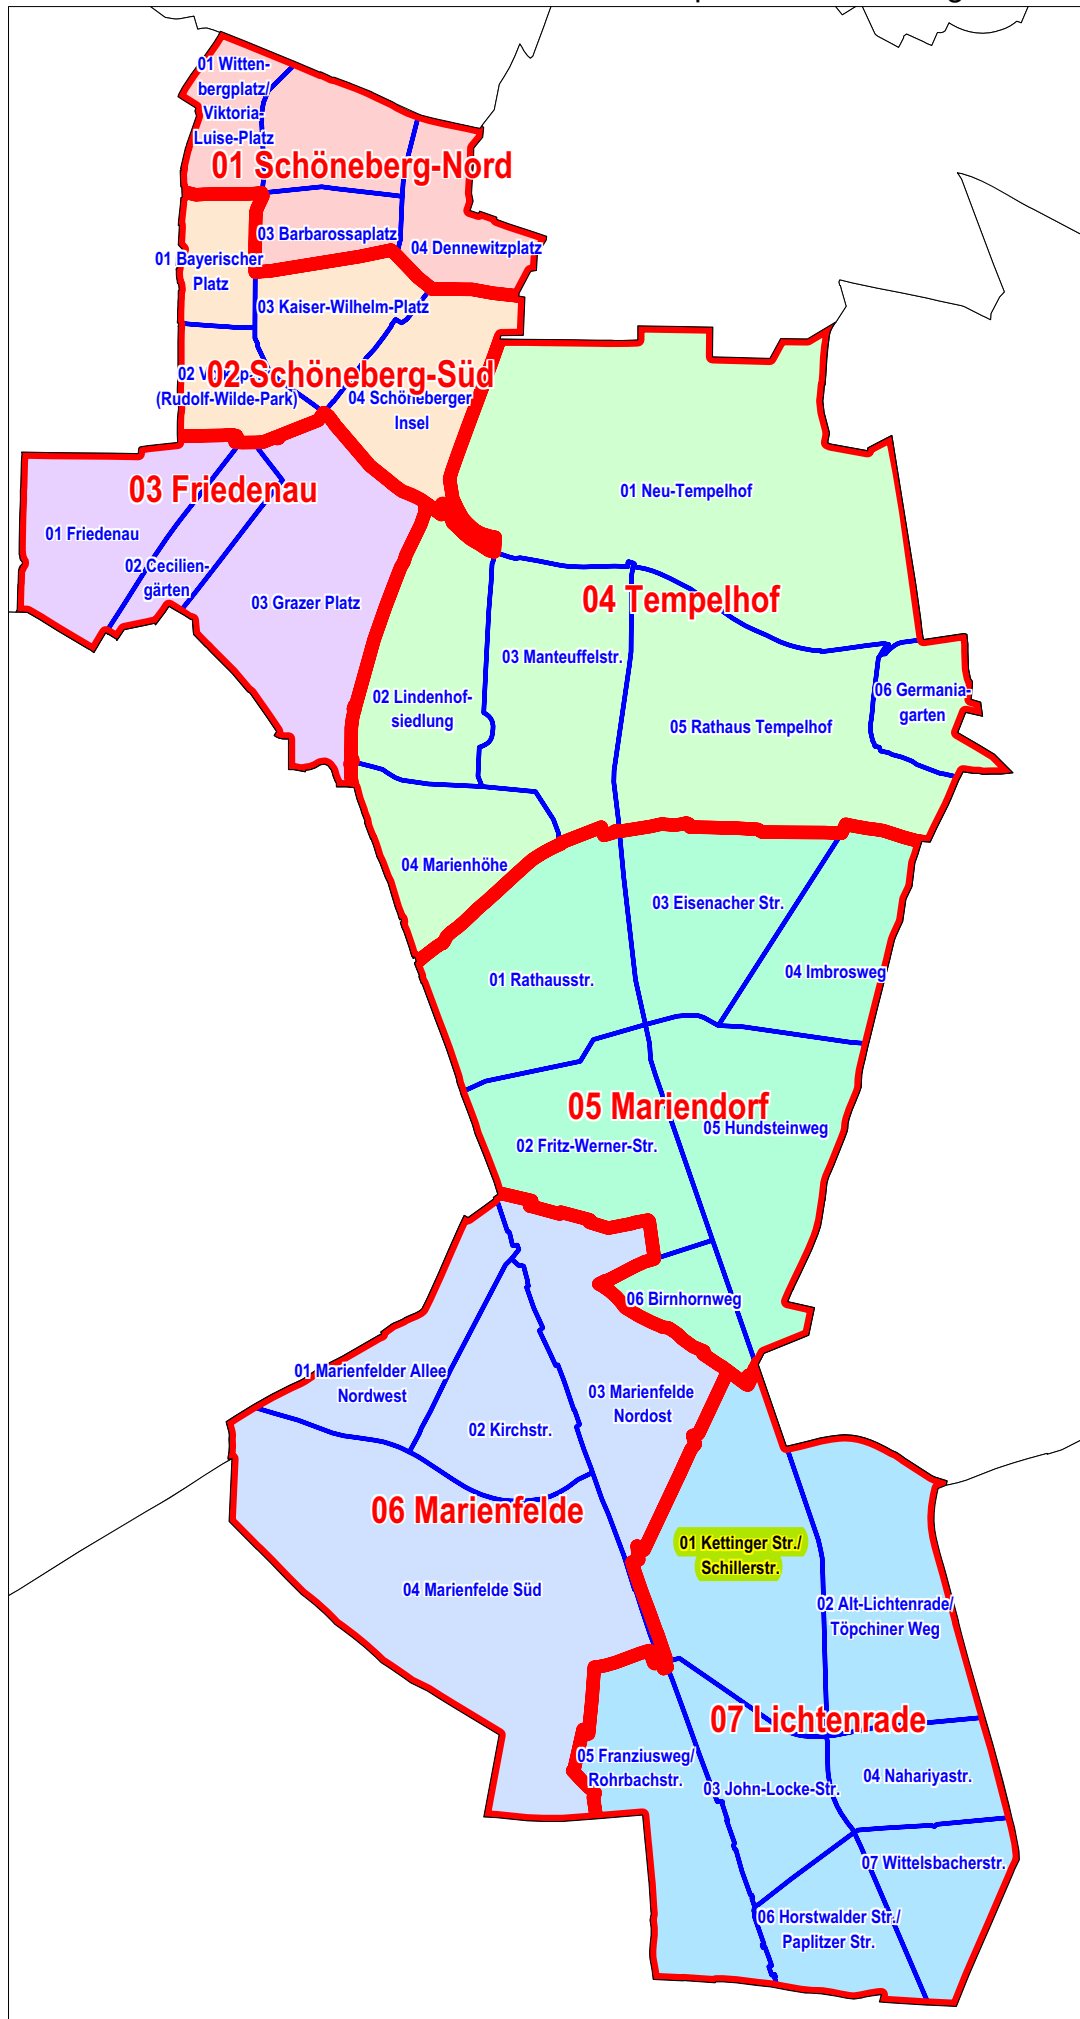 01 Witten-
bergplatz/
Viktoria-
Luise-Platz
01 Schöneberg-Nord
03 Barbarossaplatz
04 Dennewitzplatz
01 Bayerischer
Platz
03 Kaiser-Wilhelm-Platz
02 Schöneberg-Süd
02
(Rudolf-Wilde-Park)
04 Schöneberger
Insel
03 Friedenau
01 Friedenau
02 Cecilien-
gärten
03 Grazer Platz
01 Neu-Tempelhof
04 Tempelhof
03 Manteuffelstr.
02 Lindenhof-
siedlung
05 Rathaus Tempelhof
06 Germania-
garten
04 Marienhöhe
03 Eisenacher Str.
04 Imbrosweg
01 Rathausstr.
05 Mariendorf
05 Hundsteinweg
02 Fritz-Werner-Str.
06 Birnhornweg
01 Marienfelder Allee
Nordwest
03 Marienfelde
Nordost
02 Kirchstr.
06 Marienfelde
04 Marienfelde Süd
01 Kettinger Str./
Schillerstr.
02 Alt-Lichtenrade/
Töpchiner Weg
07 Lichtenrade
05 Franziusweg/
Rohrbachstr.
03 John-Locke-Str.
04 Nahariyastr.
07 Wittelsbacherstr.
06 Horstwalder Str./
Paplitzer Str.